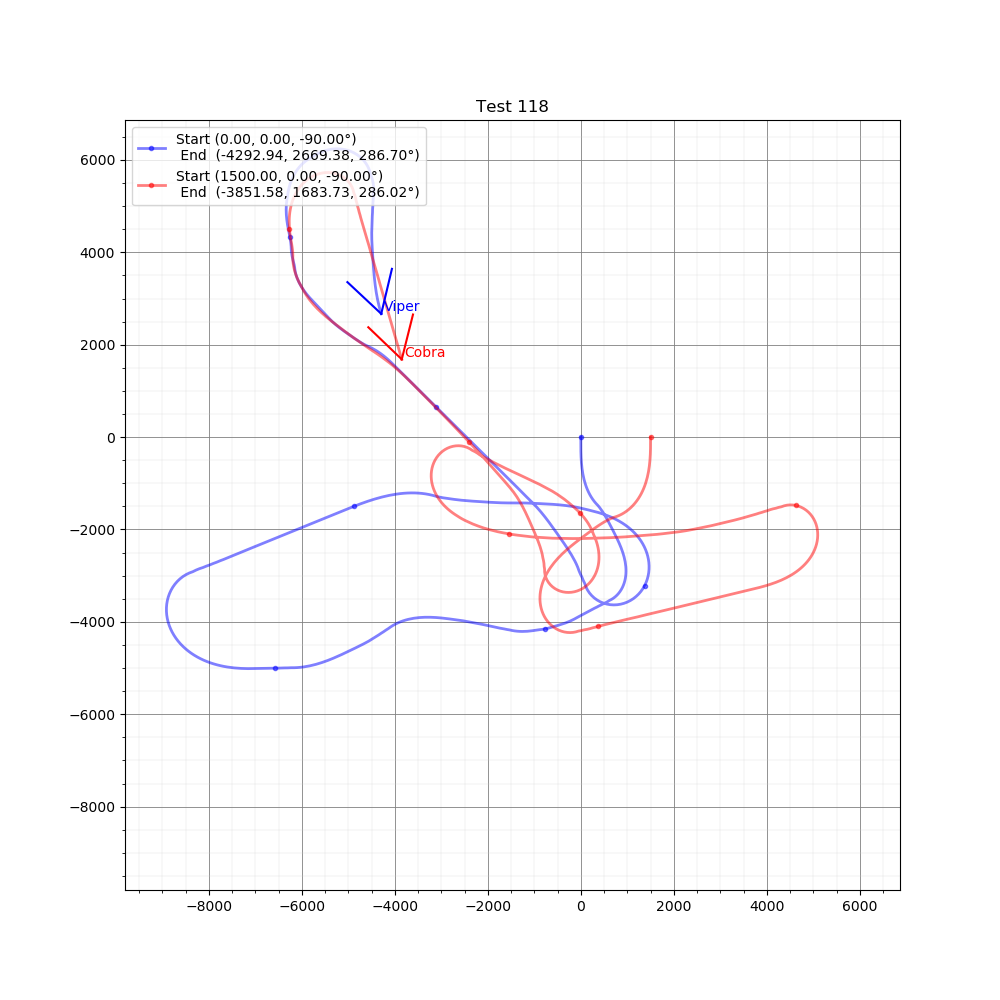 Test 118
Start (0.00, 0.00, -90.00°)
End (-4292.94, 2669.38, 286.70°)
Start (1500.00, 0.00, -90.00°)
End (-3851.58, 1683.73, 286.02°)
6000
4000
2000
0
−2000
−4000
−6000
−8000
Viper
Cobra
−8000 −6000 −4000 −2000 0 2000 4000 6000